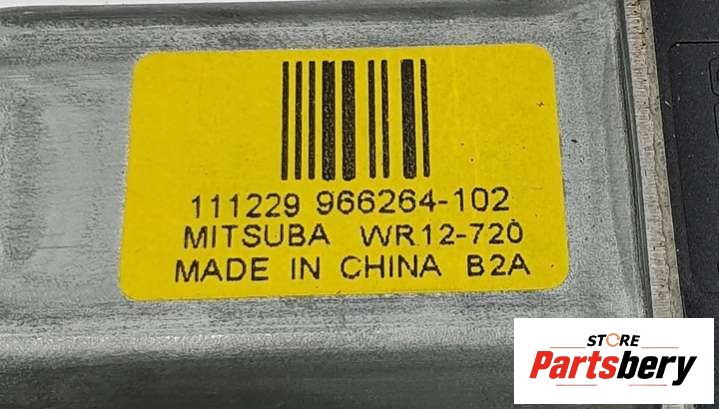 111229 966264-102
MITSUBA WR12-720
MADE IN CHINA B2A
STORE
Partsbery